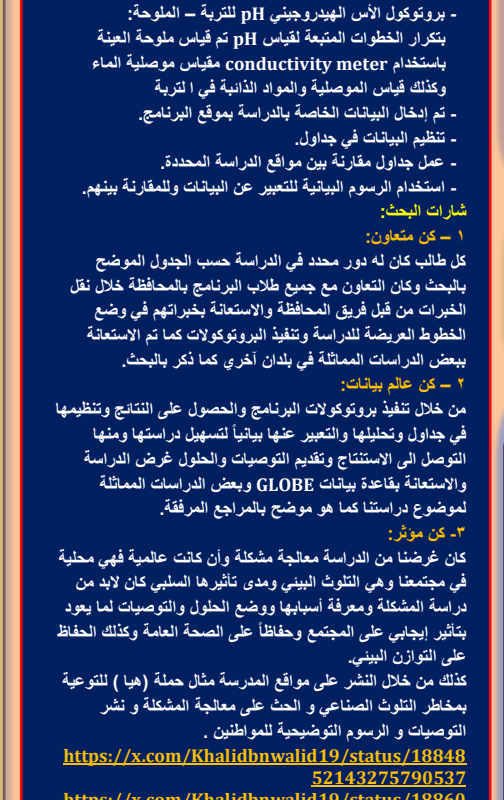 - بروتوكول الأس الهيدروجيني pH للتربة – الملوحة:
بتكرار الخطوات المتبعة لقياس pH تم قياس ملوحة العينة
باستخدام conductivity meter مقياس موصلية الماء
وكذلك قياس الموصلية والمواد الذائبة في ا لتربة
- تم إدخال البيانات الخاصة بالدراسة بموقع البرنامج.
- تنظيم البيانات في جداول.
- عمل جداول مقارنة بين مواقع الدراسة المحددة.
- استخدام الرسوم البيانية للتعبير عن البيانات وللمقارنة بينهم.
شارات البحث:
١ – كن متعاون:
كل طالب كان له دور محدد في الدراسة حسب الجدول الموضح
بالبحث وكان التعاون مع جميع طلاب البرنامج بالمحافظة خلال نقل
الخبرات من قبل فريق المحافظة والاستعانة بخبراتهم في وضع
الخطوط العريضة للدراسة وتنفيذ البروتوكولات كما تم الاستعانة
ببعض الدراسات المماثلة في بلدان آخري كما ذكر بالبحث.
٢ – كن عالم بيانات:
من خلال تنفيذ بروتوكولات البرنامج والحصول على النتائج وتنظيمها
في جداول وتحليلها والتعبير عنها بيانياً لتسهيل دراستها ومنها
التوصل الى الاستنتاج وتقديم التوصيات والحلول غرض الدراسة
والاستعانة بقاعدة بيانات GLOBE وبعض الدراسات المماثلة
لموضوع دراستنا كما هو موضح بالمراجع المرفقة.
٣- كن مؤثر:
كان غرضنا من الدراسة معالجة مشكلة وأن كانت عالمية فهي محلية
في مجتمعنا وهي التلوث البيئي ومدى تأثيرها السلبي كان لابد من
دراسة المشكلة ومعرفة أسبابها ووضع الحلول والتوصيات لما يعود
بتأثير إيجابي على المجتمع وحفاظاً على الصحة العامة وكذلك الحفاظ
على التوازن البيئي.
كذلك من خلال النشر على مواقع المدرسة مثال حملة (هيا ) للتوعية
بمخاطر التلوث الصناعي و الحث على معالجة المشكلة و نشر
التوصيات و الرسوم التوضيحية للمواطنين .
https://x.com/Khalidbnwalid19/status/18848
52143275790537
https://x.com/Khalidbnwalid19/status/18860